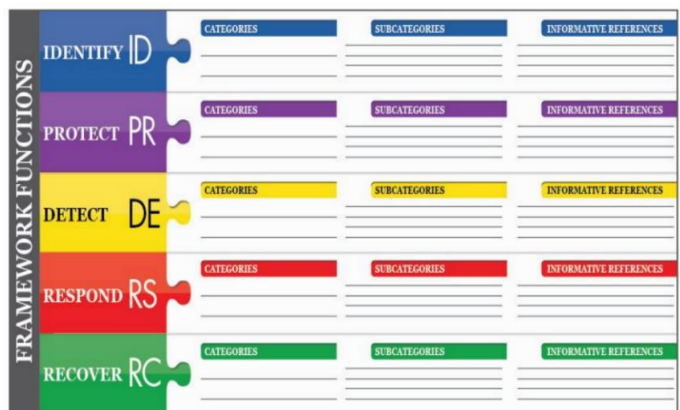 FRAMEWORK FUNCTIONS
IDENTIFY ID
CATEGORIES
SUBCATEGORIES
INFORMATIVE REFERENCES
PROTECT PR
CATEGORIES
SUBCATEGORIES
INFORMATIVE REFERENCES
DETECT DE
CATEGORIES
SUBCATEGORIES
INFORMATIVE REFERENCES
RESPOND RS
CATEGORIES
SUBCATEGORIES
INFORMATIVE REFERENCES
RECOVER RC
CATEGORIES
SUBCATEGORIES
INFORMATIVE REFERENCES